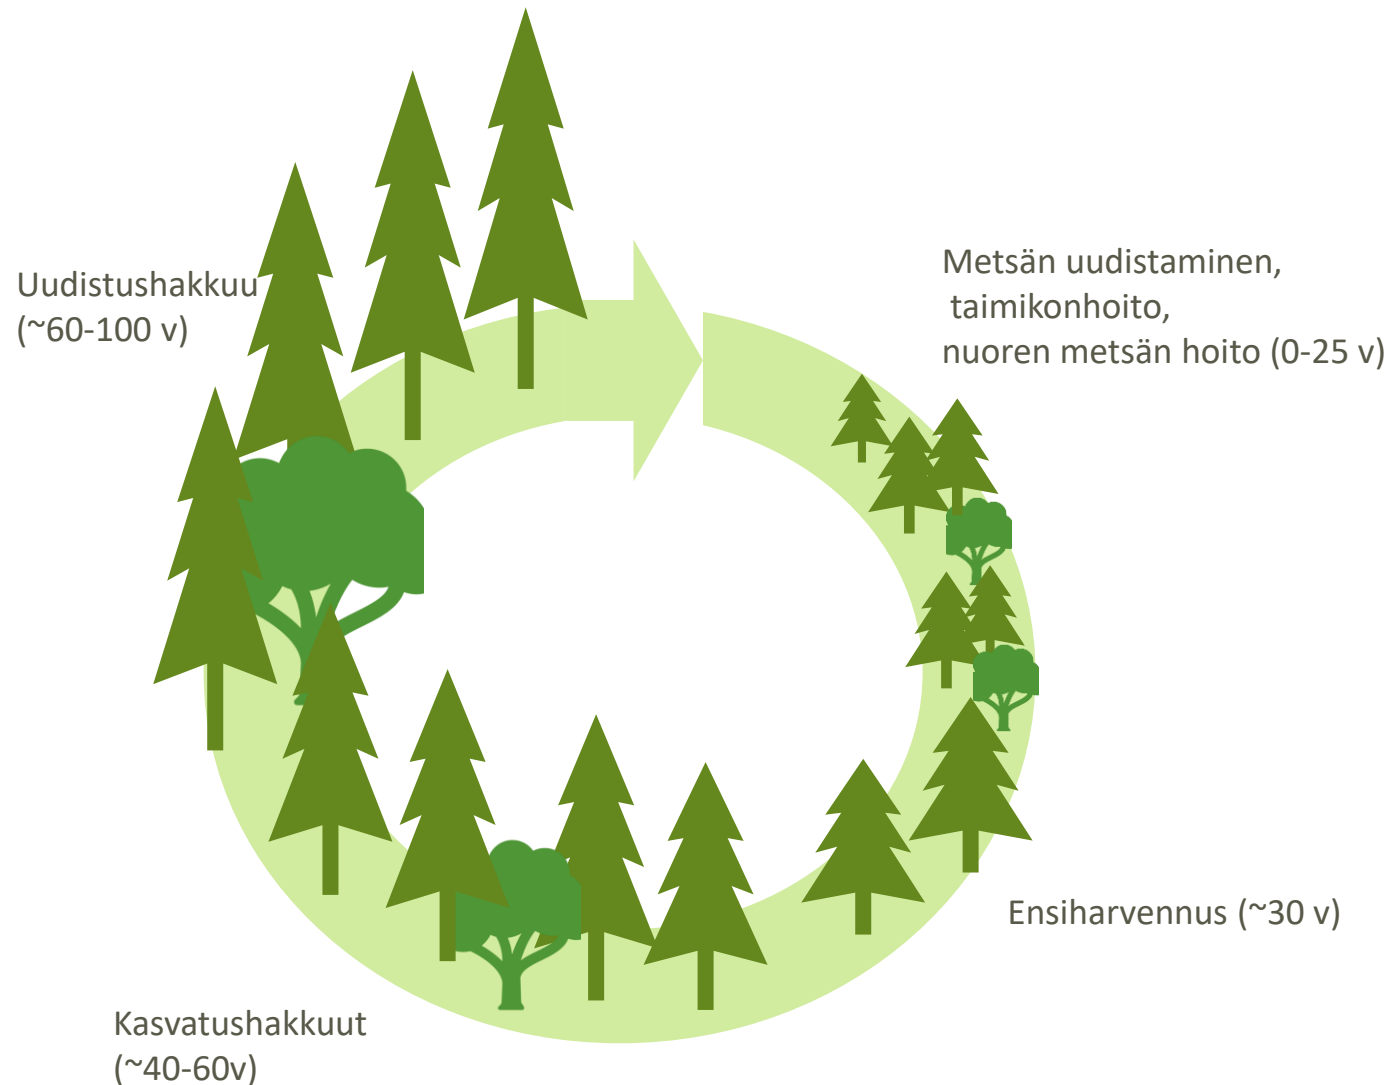 Uudistushakkuu
(~60-100 v)
Metsän uudistaminen,
taimikonhoito,
nuoren metsän hoito (0-25 v)
Ensiharvennus (~30 v)
Kasvatushakkuut
(~40-60v)